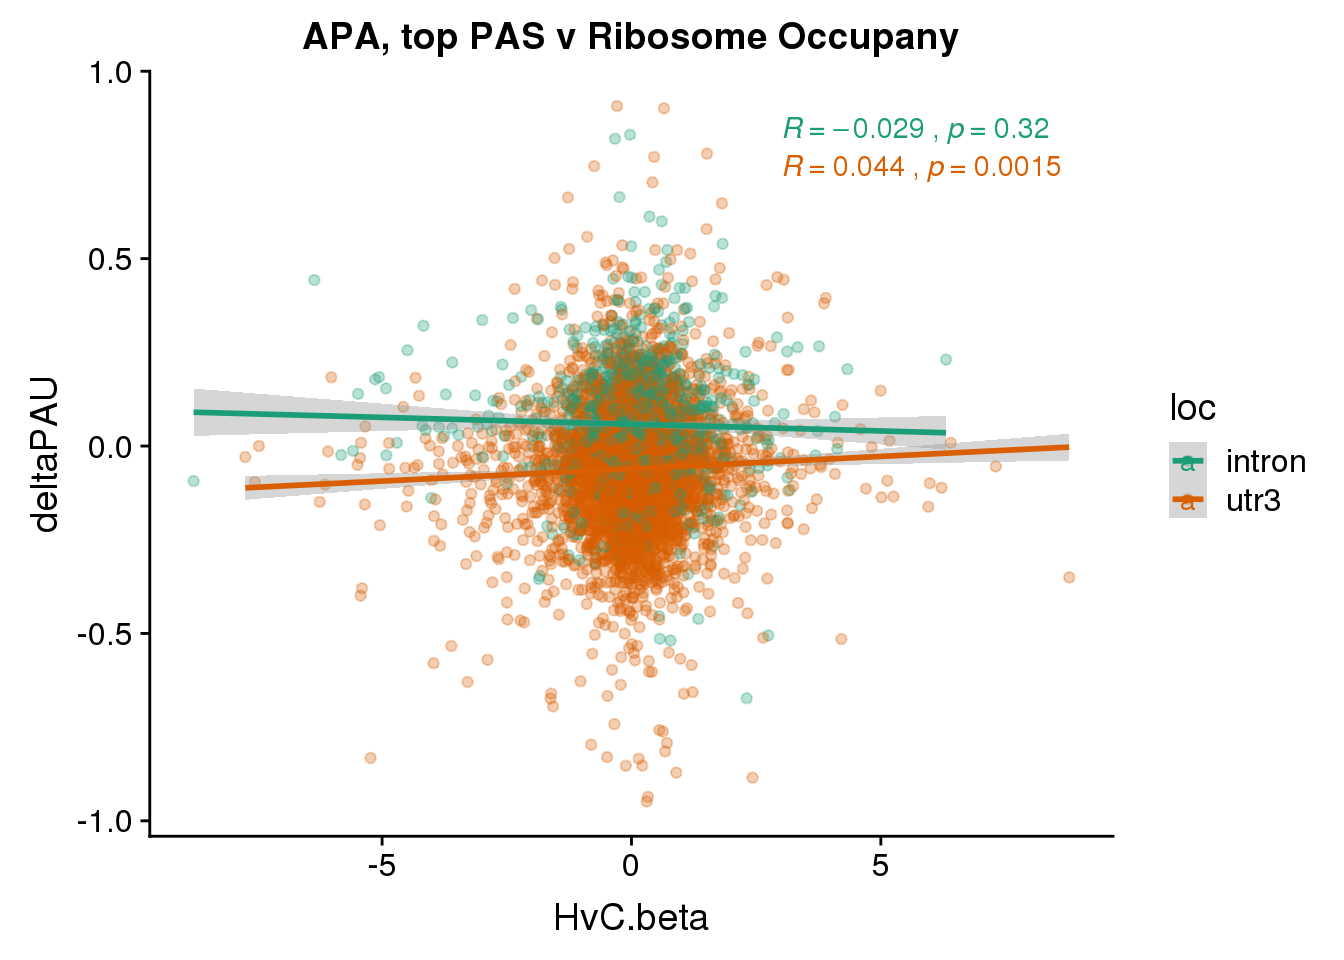 APA, top PAS v Ribosome Occupany
R = −0.029 , p = 0.32
R = 0.044 , p = 0.0015
1.0
0.5
0.0
-0.5
-1.0
deltaPAU
-5 0 5
HvC.beta
loc
a intron
a utr3